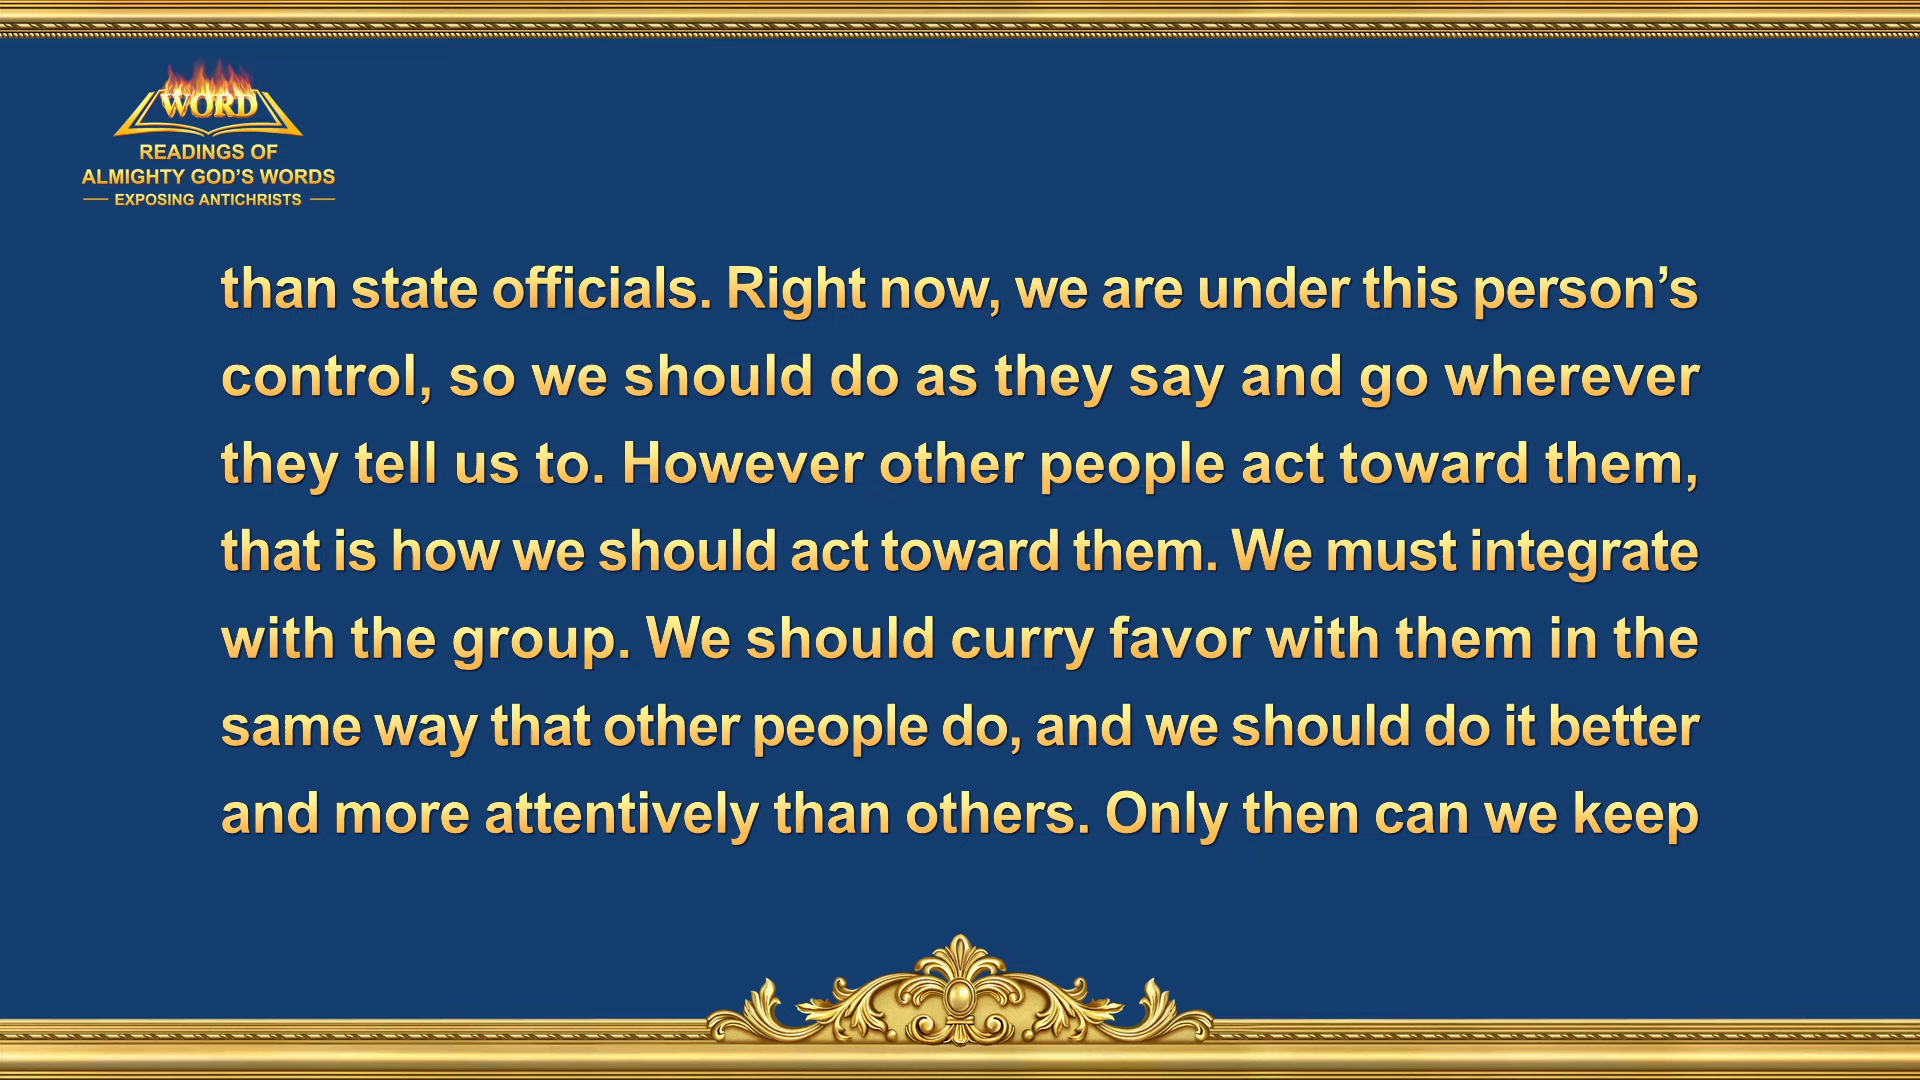 WORD
READINGS OF
ALMIGHTY GOD’S WORDS
EXPOSING ANTICHRISTS
than state officials. Right now, we are under this person’s
control, so we should do as they say and go wherever
they tell us to. However other people act toward them,
that is how we should act toward them. We must integrate
with the group. We should curry favor with them in the
same way that other people do, and we should do it better
and more attentively than others. Only then can we keep